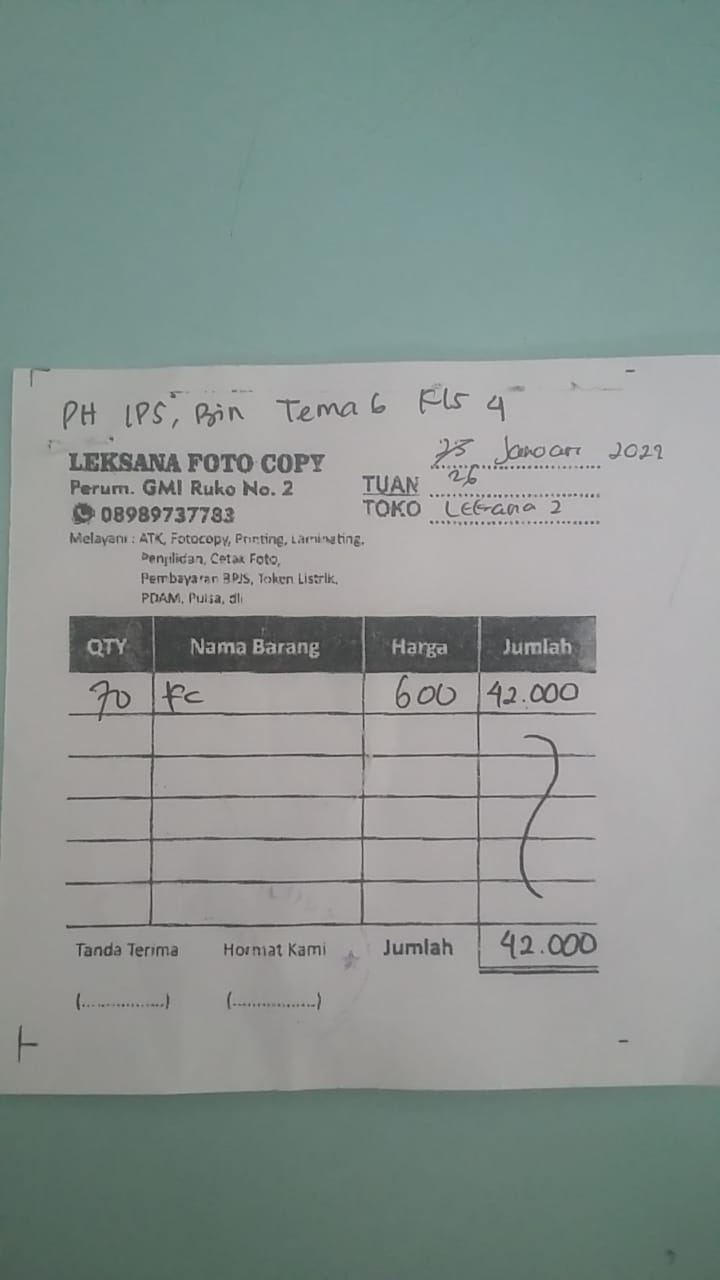 PH IPS, Bin Tema 6 Kls 4
LEKSANA FOTO COPY
Perum. GMI Ruko No. 2
08989737783
Melayani : ATK, Fotocopy, Printing, Laminating,
Penjilidan, Cetak Foto,
Pembayaran BPJS, Token Listrik,
PDAM, Pulsa, dll
25 Januari 2022
26
TUAN
TOKO Leksana 2
QTY Nama Barang Harga Jumlah
70 Fc 600 42.000
Tanda Terima Hormat Kami Jumlah 42.000
(..................) (..................)